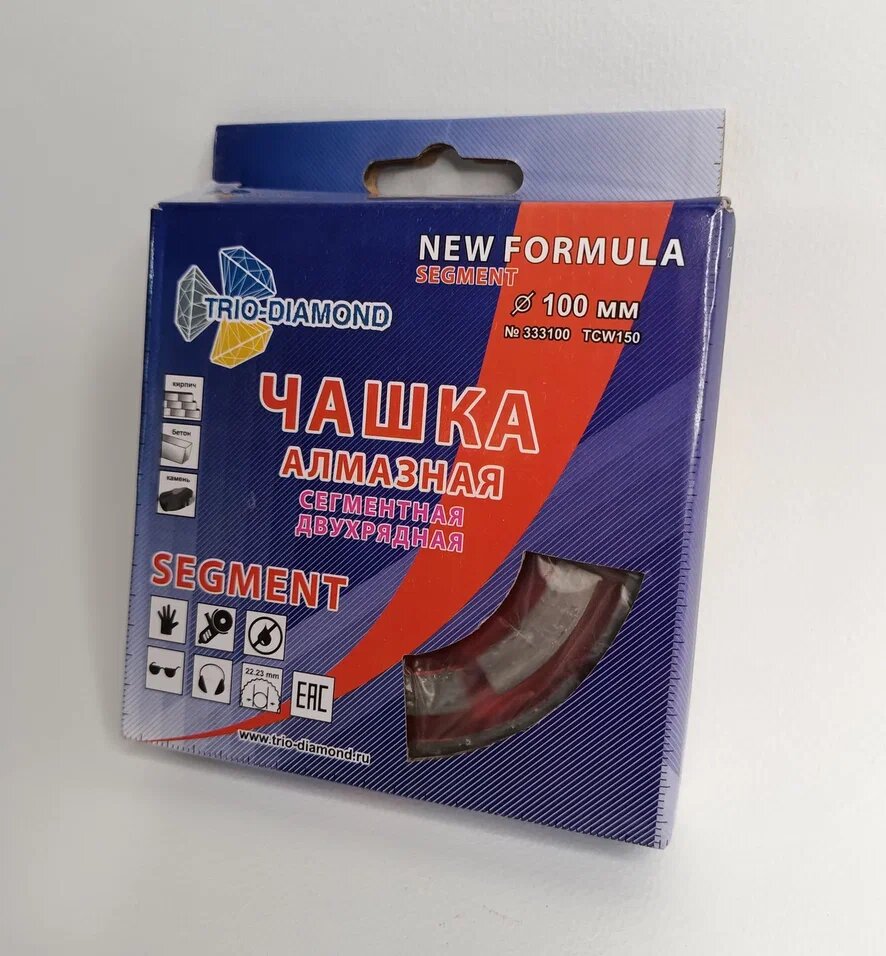 NEW FORMULA
SEGMENT
TRIO-DIAMOND
Ø 100 мм
№ 333100 TCW150
ЧАШКА
АЛМАЗНАЯ
СЕГМЕНТНАЯ
ДВУХРЯДНАЯ
кирпич
бетон
камень
SEGMENT
22.23 mm
EAC
www.trio-diamond.ru